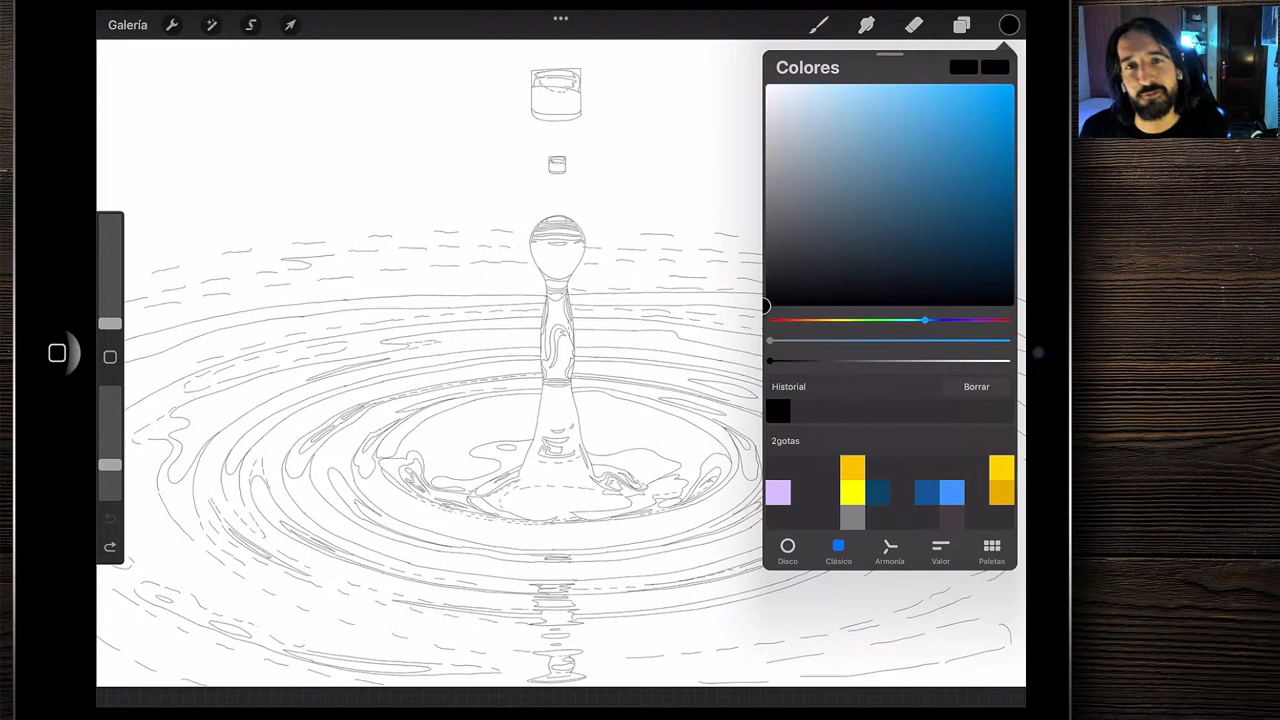 Galería
Colores
Historial
Borrar
2gotas
Disco
Clásico
Armonía
Valor
Paletas